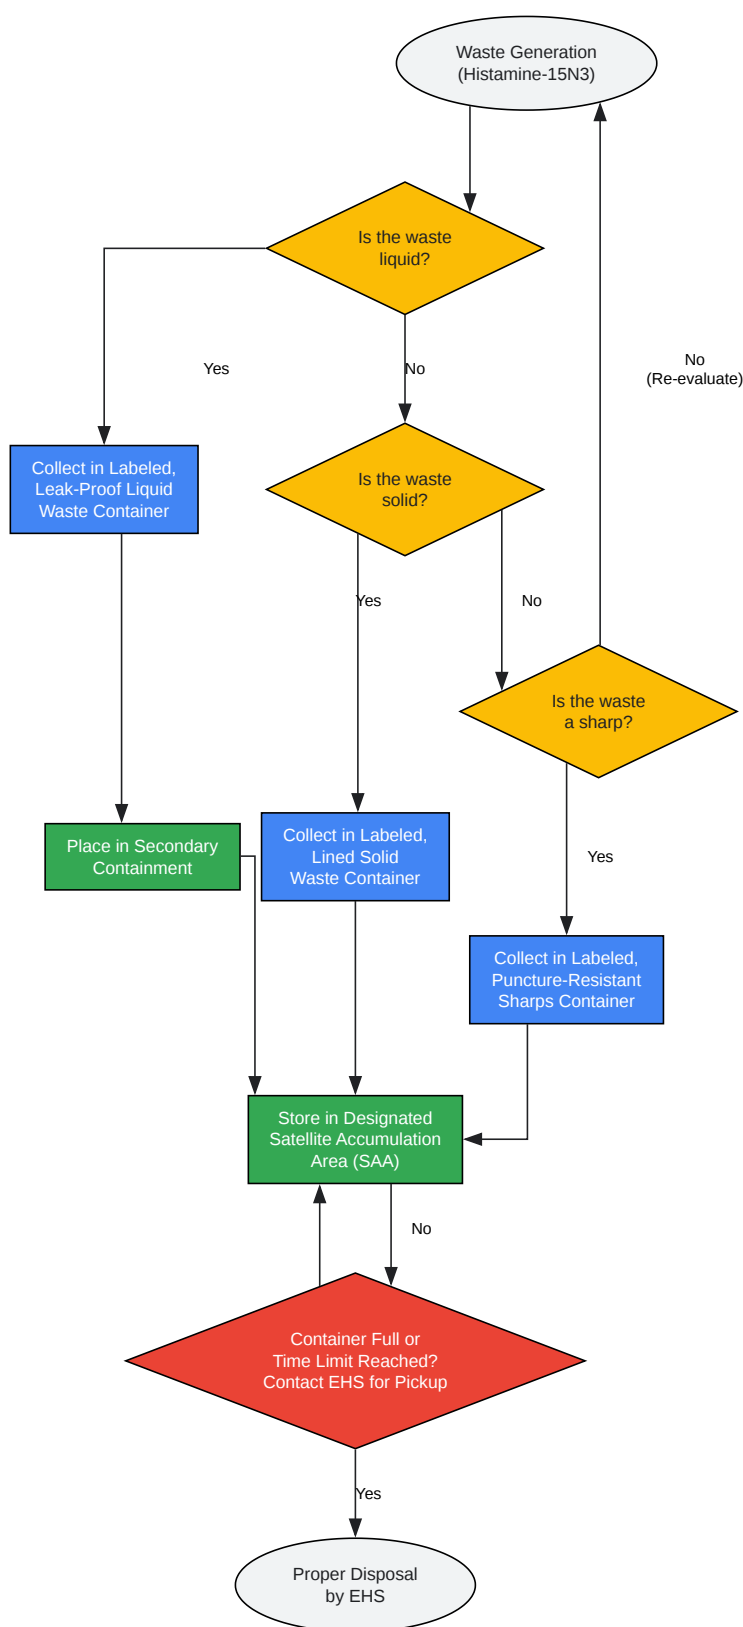 Waste Generation
(Histamine-15N3)
Is the waste
liquid?
Yes
No
No
(Re-evaluate)
Collect in Labeled,
Leak-Proof Liquid
Waste Container
Is the waste
solid?
Yes
No
Is the waste
a sharp?
Place in Secondary
Containment
Collect in Labeled,
Lined Solid
Waste Container
Yes
Collect in Labeled,
Puncture-Resistant
Sharps Container
Store in Designated
Satellite Accumulation
Area (SAA)
No
Container Full or
Time Limit Reached?
Contact EHS for Pickup
Yes
Proper Disposal
by EHS